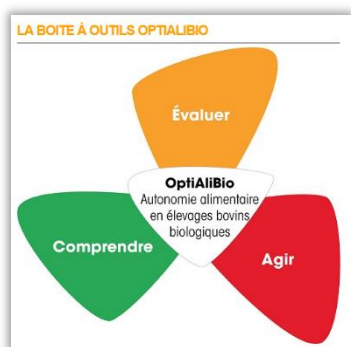 LA BOITE À OUTILS OPTIALIBIO
Évaluer
OptiAliBio
Autonomie alimentaire
en élevages bovins
biologiques
Comprendre
Agir